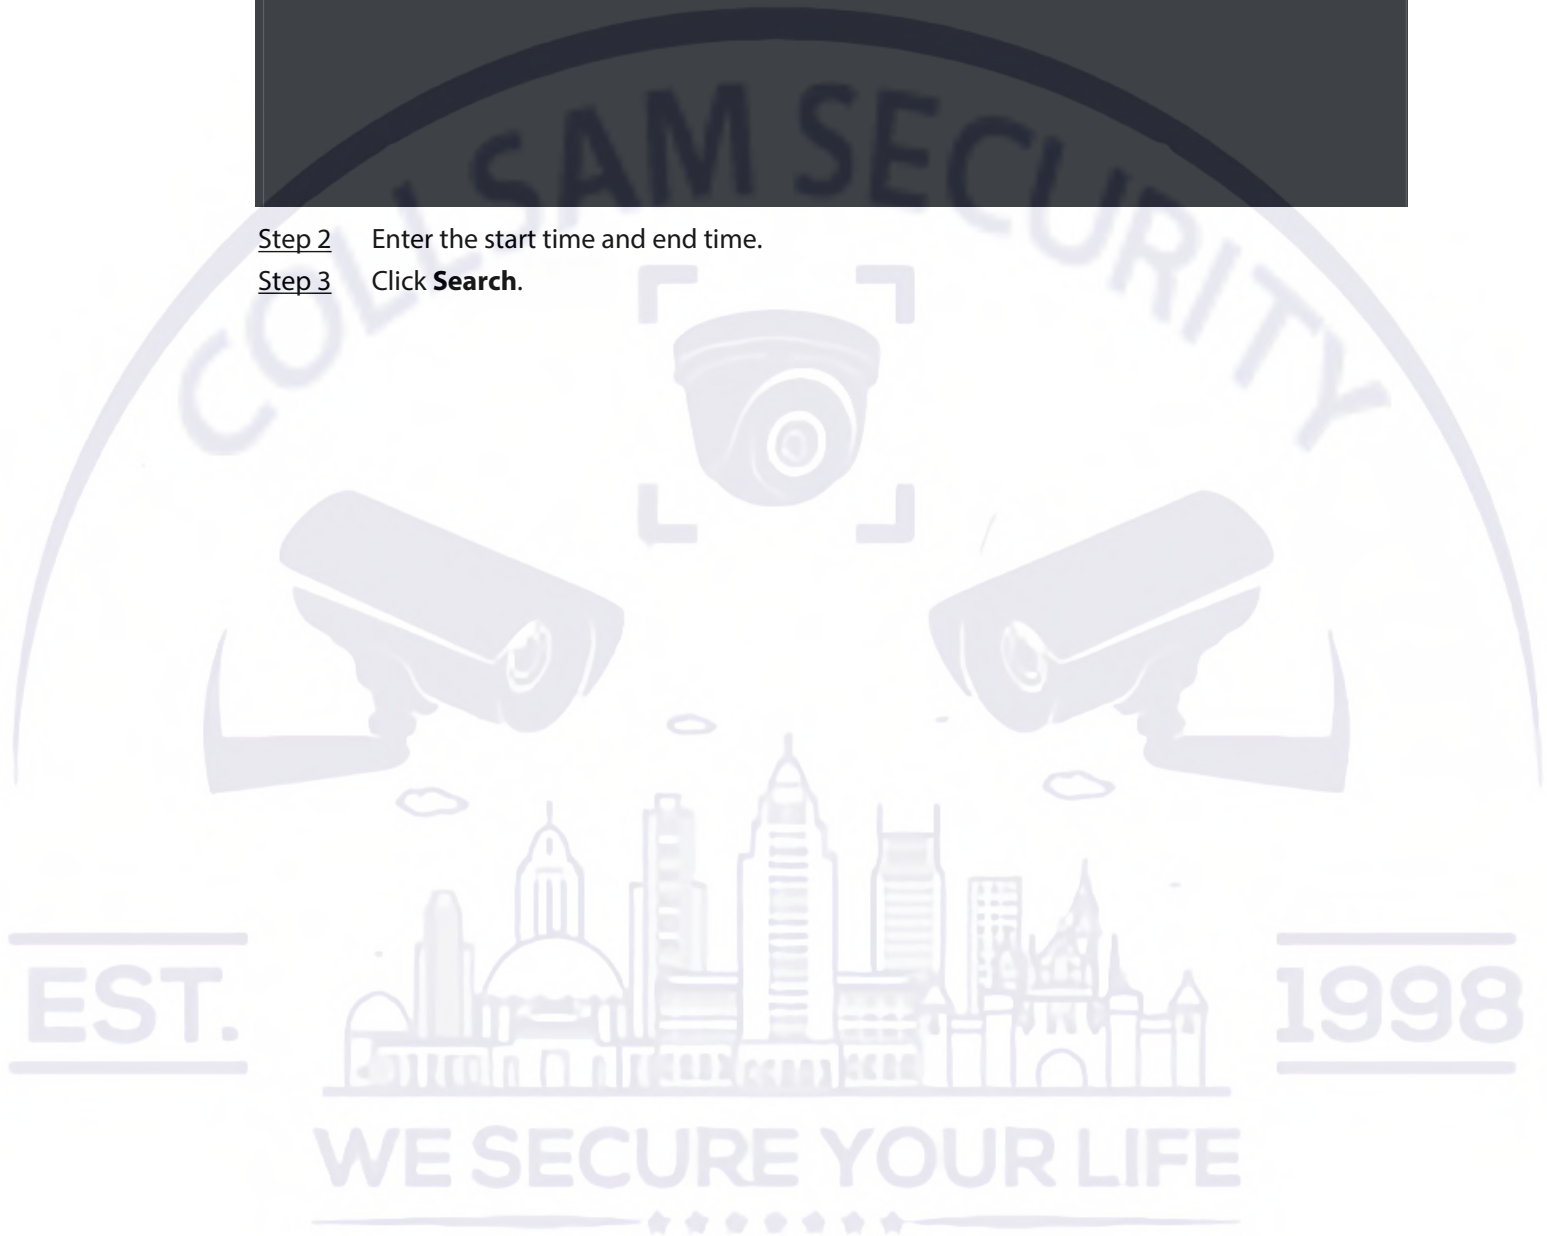 COLLSAM SECURITY
Step 2 Enter the start time and end time.
Step 3 Click Search.
EST.
1998
WE SECURE YOUR LIFE